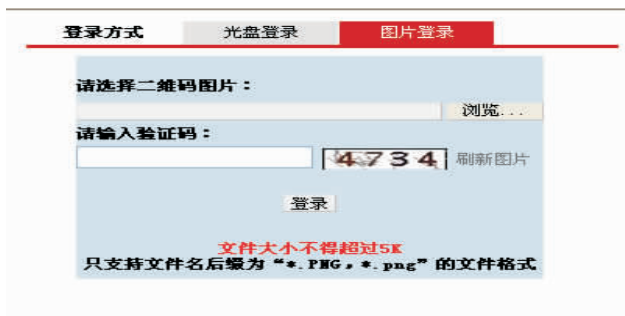 登录方式 光盘登录 图片登录
请选择二维码图片：
浏览...
请输入验证码：
4734 刷新图片
登录
文件大小不得超过5K
只支持文件名后缀为“*.PNG，*.png”的文件格式